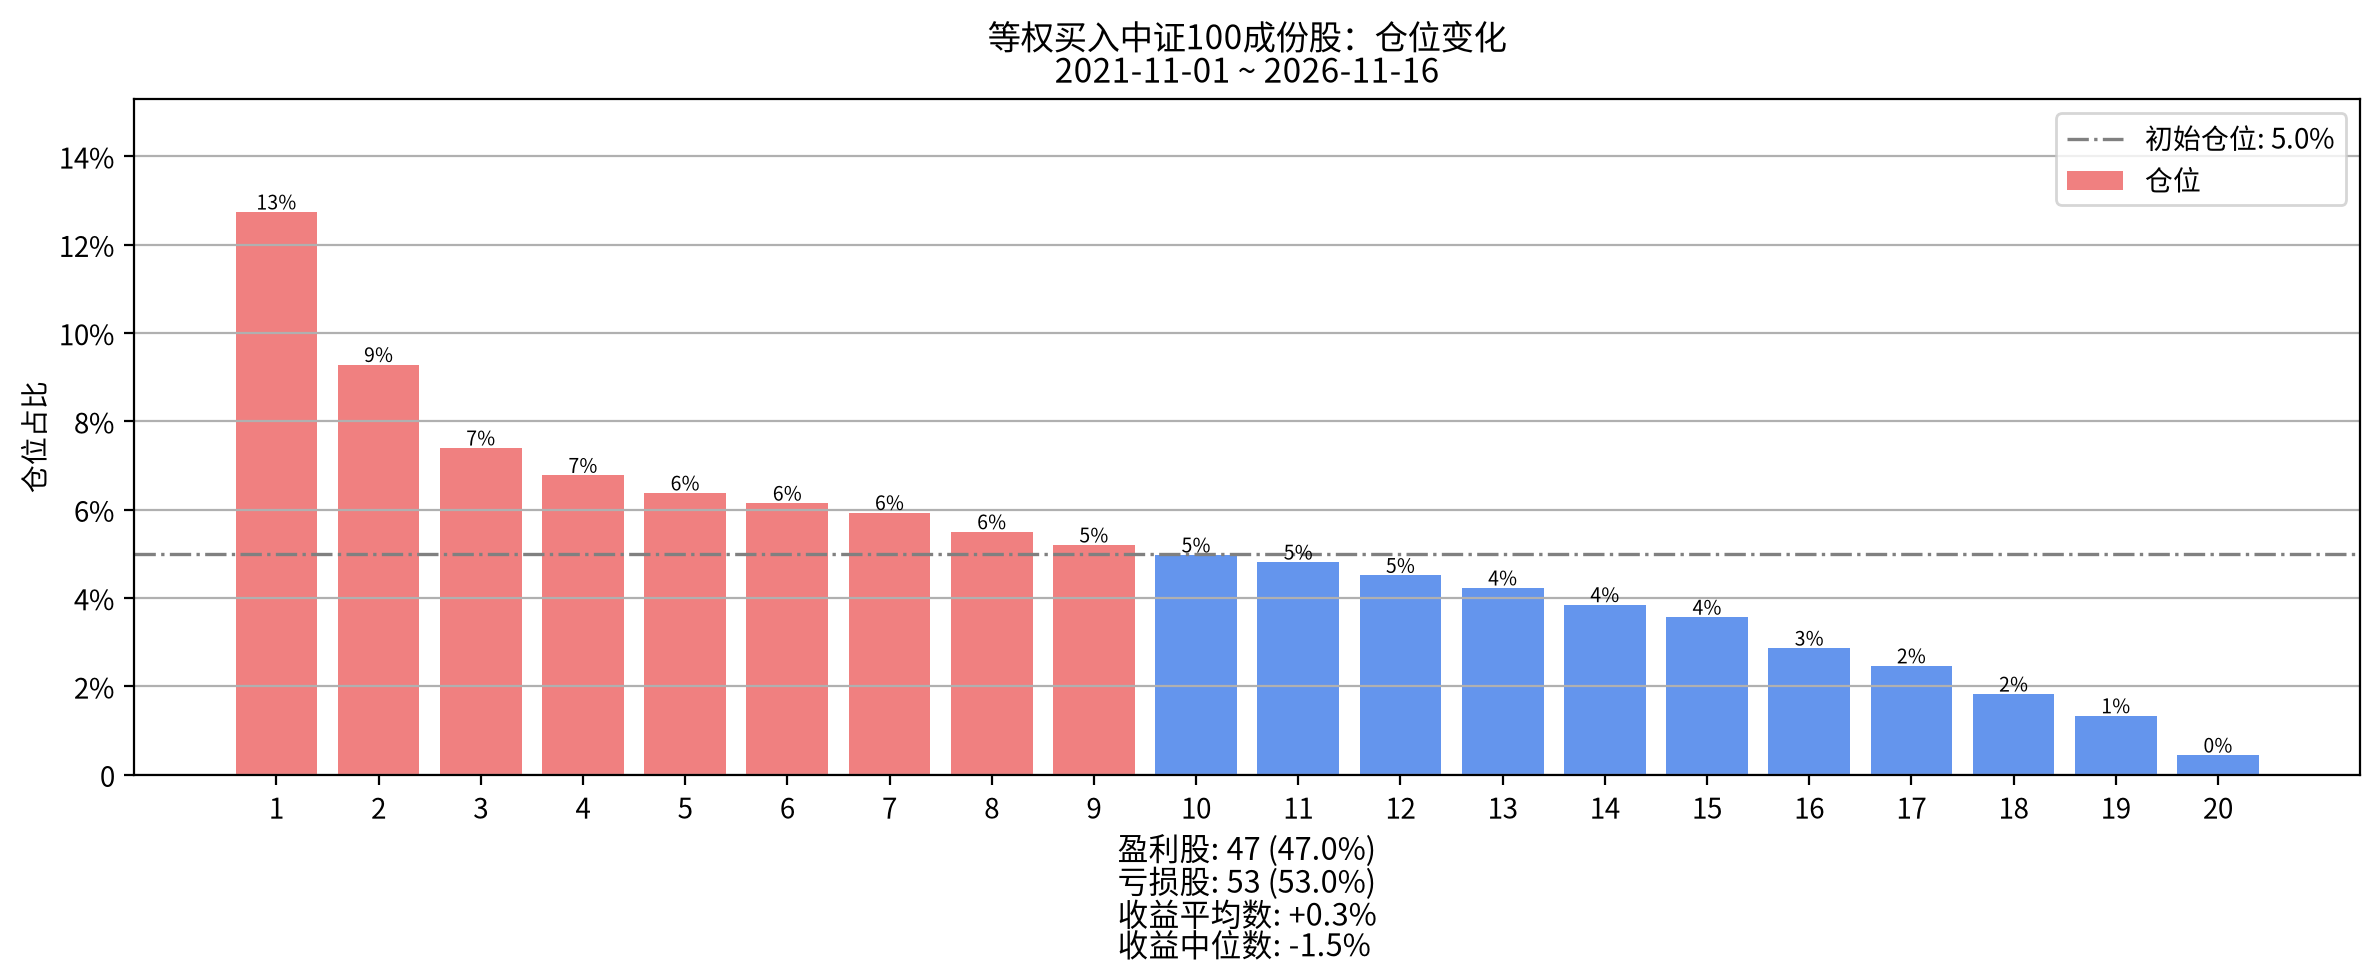 等权买入中证100成份股：仓位变化
2021-11-01 ~ 2026-11-16
初始仓位: 5.0%
仓位
仓位占比
14%
12%
10%
8%
6%
4%
2%
0
13%
9%
7%
7%
6%
6%
6%
6%
5%
5%
5%
5%
4%
4%
4%
3%
2%
2%
1%
0%
1 2 3 4 5 6 7 8 9 10 11 12 13 14 15 16 17 18 19 20
盈利股: 47 (47.0%)
亏损股: 53 (53.0%)
收益平均数: +0.3%
收益中位数: -1.5%